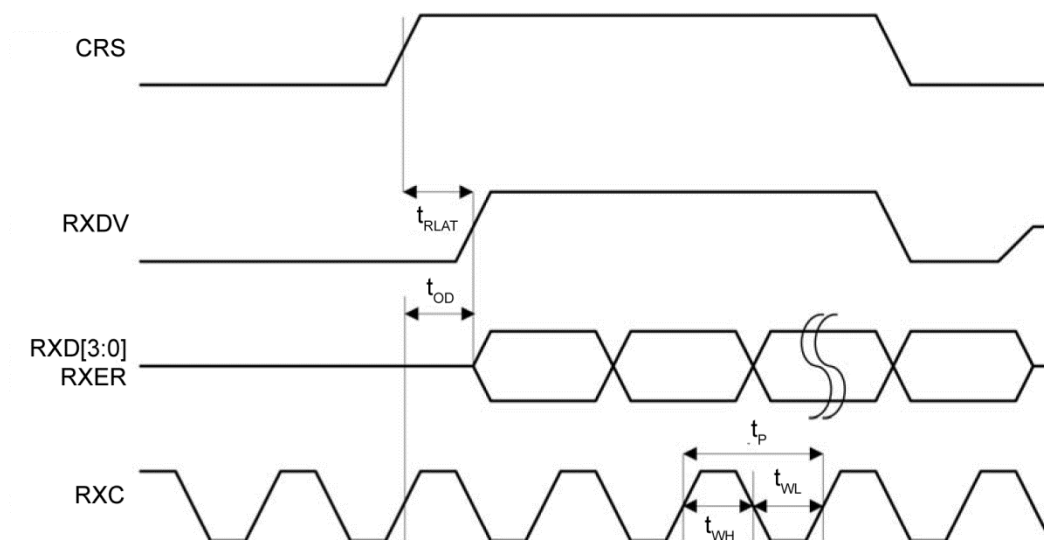 CRS
RXDV
tRLAT
tOD
RXD[3:0]
RXER
tP
tWL
RXC
tWH